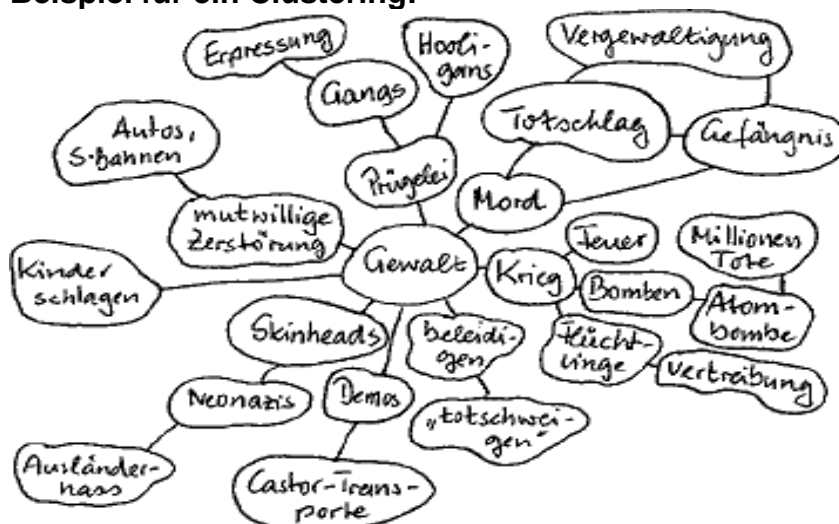 Beispiel für ein Clustering:
Erpressung
Hooli-
gans
Vergewaltigung
Gangs
Totschlag
Gefängnis
Autos,
S-Bahnen
Prügelei
Mord
mutwillige
Zerstörung
Gewalt
Krieg
Feuer
Millionen
Tote
Kinder
schlagen
Bomben
Atom-
bombe
Skinheads
beleidi-
gen
Flücht-
linge
Vertreibung
Neonazis
Demos
"totschwei-
gen"
Ausländer-
hass
Castor-Trans-
porte